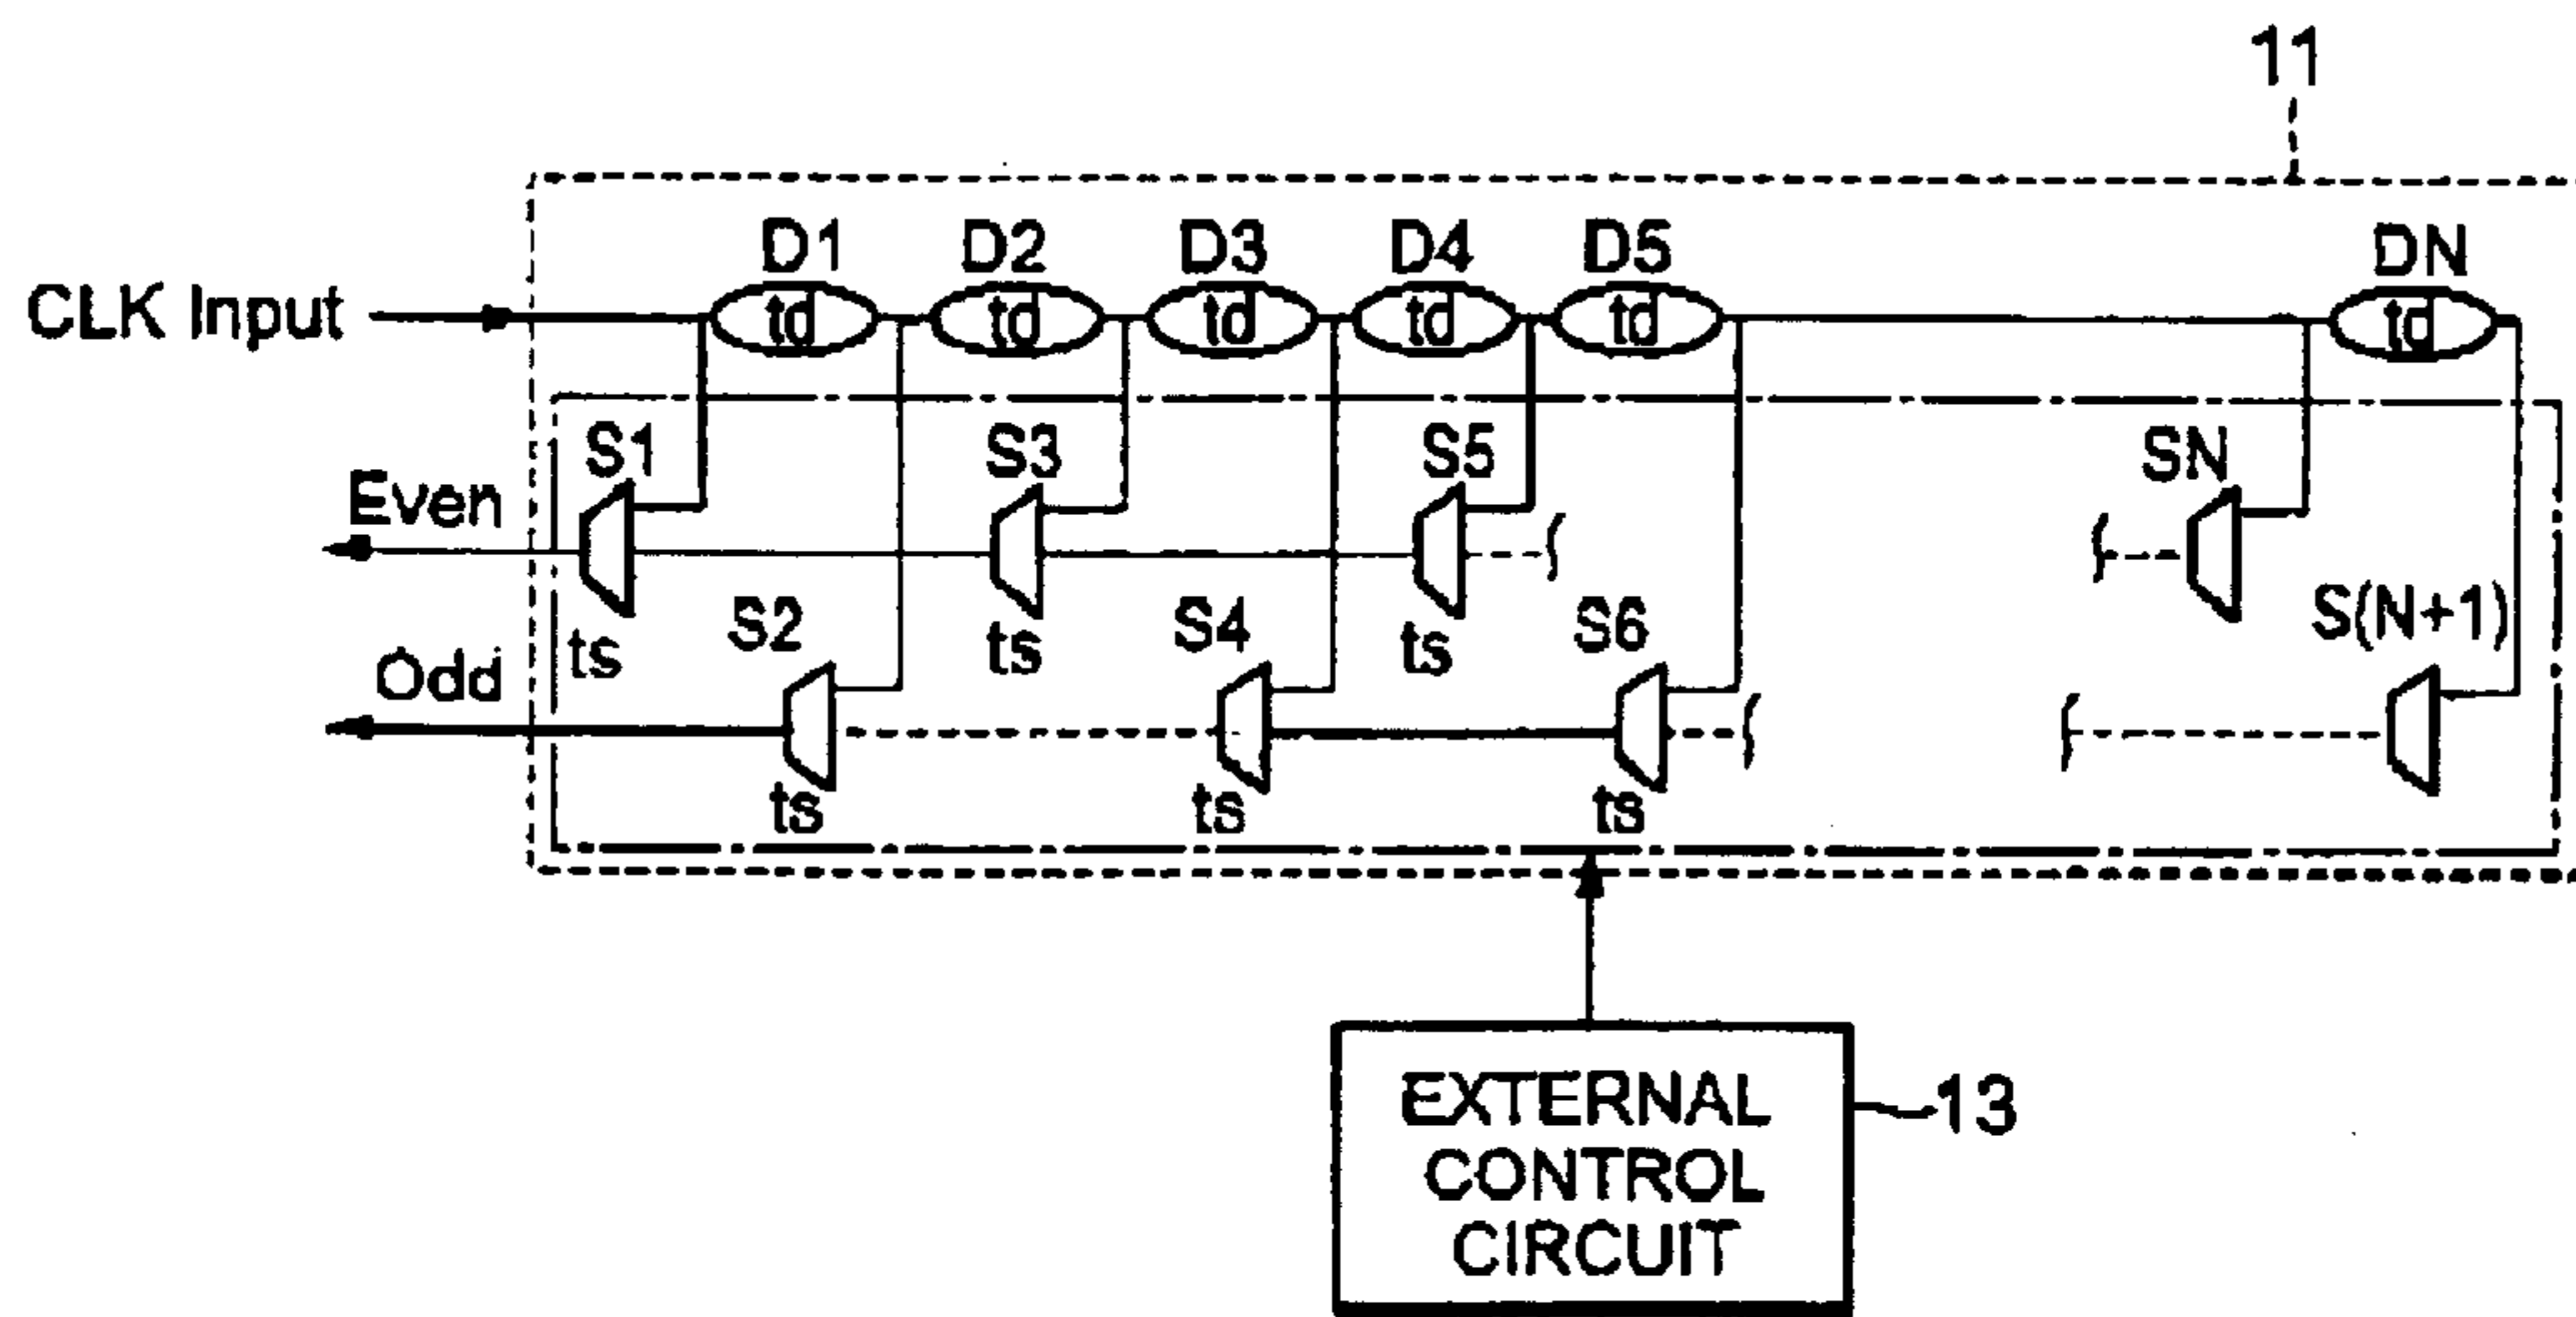 11
D1 D2 D3 D4 D5 DN
CLK Input td td td td td td
S1 S3 S5 SN
Even
S2 S4 S6 S(N+1)
ts ts ts
Odd
ts ts ts
EXTERNAL
CONTROL
CIRCUIT
13